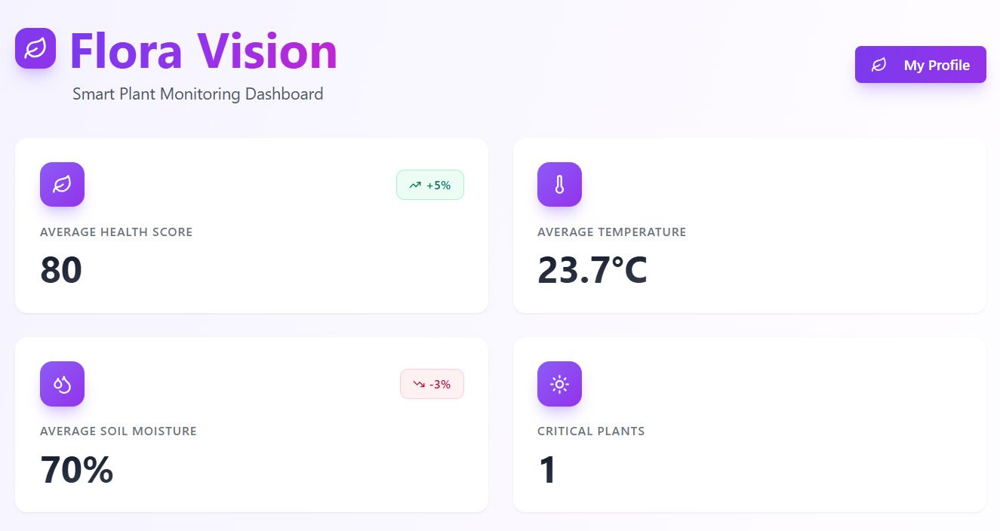 Flora Vision
Smart Plant Monitoring Dashboard
My Profile
+5%
AVERAGE HEALTH SCORE
80
AVERAGE TEMPERATURE
23.7°C
-3%
AVERAGE SOIL MOISTURE
70%
CRITICAL PLANTS
1